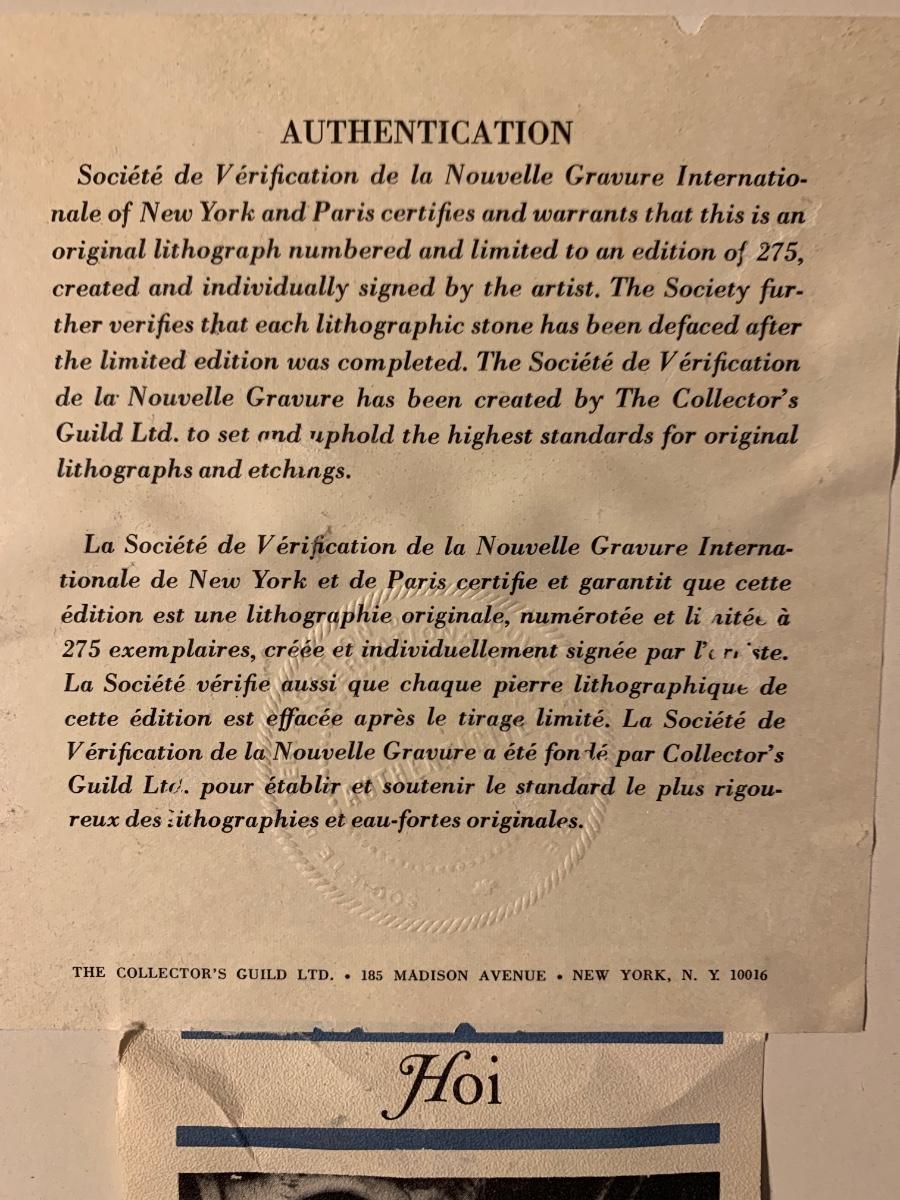 AUTHENTICATION
Société de Vérification de la Nouvelle Gravure Internatio-
nale of New York and Paris certifies and warrants that this is an
original lithograph numbered and limited to an edition of 275,
created and individually signed by the artist. The Society fur-
ther verifies that each lithographic stone has been defaced after
the limited edition was completed. The Société de Vérification
de la Nouvelle Gravure has been created by The Collector's
Guild Ltd. to set and uphold the highest standards for original
lithographs and etchings.
La Société de Vérification de la Nouvelle Gravure Interna-
tionale de New York et de Paris certifie et garantit que cette
édition est une lithographie originale, numérotée et limitée à
275 exemplaires, créée et individuellement signée par l'artiste.
La Société vérifie aussi que chaque pierre lithographique de
cette édition est effacée après le tirage limité. La Société de
Vérification de la Nouvelle Gravure a été fondé par Collector's
Guild Ltd. pour établir et soutenir le standard le plus rigou-
reux des lithographies et eau-fortes originales.
THE COLLECTOR'S GUILD LTD. • 185 MADISON AVENUE • NEW YORK, N. Y. 10016
Hoi